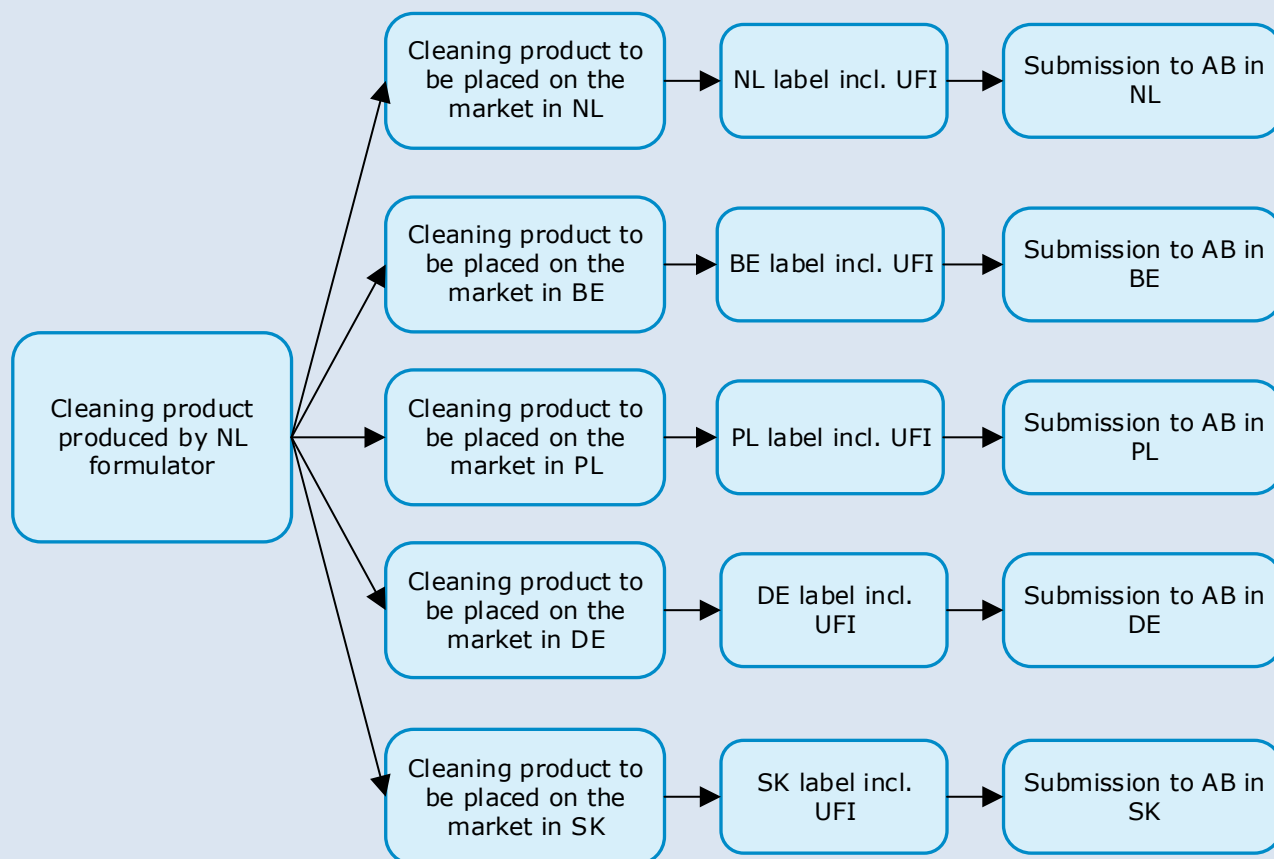 Cleaning product to
be placed on the
market in NL
NL label incl. UFI
Submission to AB in
NL
Cleaning product to
be placed on the
market in BE
BE label incl. UFI
Submission to AB in
BE
Cleaning product
produced by NL
formulator
Cleaning product to
be placed on the
market in PL
PL label incl. UFI
Submission to AB in
PL
Cleaning product to
be placed on the
market in DE
DE label incl.
UFI
Submission to AB in
DE
Cleaning product to
be placed on the
market in SK
SK label incl.
UFI
Submission to AB in
SK